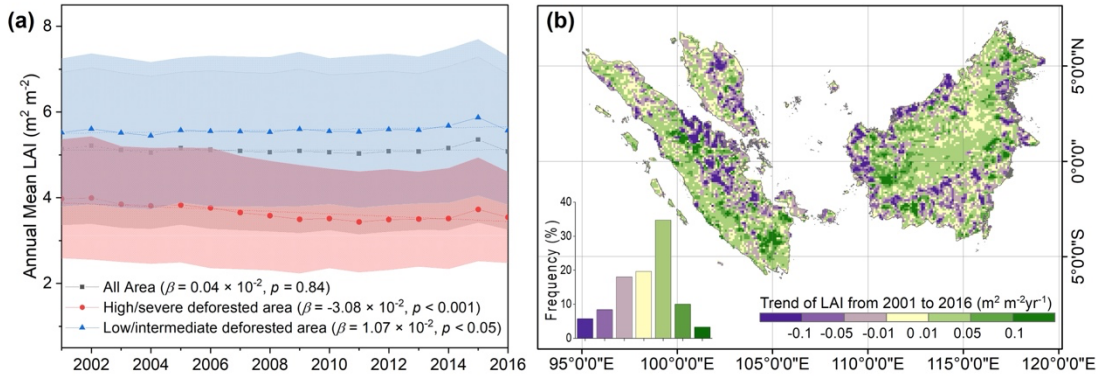 (a)
Annual Mean LAI (m² m⁻²)
8
6
4
2
All Area (β = 0.04 × 10⁻², p = 0.84)
High/severe deforested area (β = -3.08 × 10⁻², p < 0.001)
Low/intermediate deforested area (β = 1.07 × 10⁻², p < 0.05)
2002 2004 2006 2008 2010 2012 2014 2016
(b)
5°0'0"N
0°0'0"
5°0'0"S
Frequency (%)
40
30
20
10
0
Trend of LAI from 2001 to 2016 (m² m⁻²yr⁻¹)
-0.1 -0.05 -0.01 0 .01 0.05 0.1
95°0'0"E 100°0'0"E 105°0'0"E 110°0'0"E 115°0'0"E 120°0'0"E